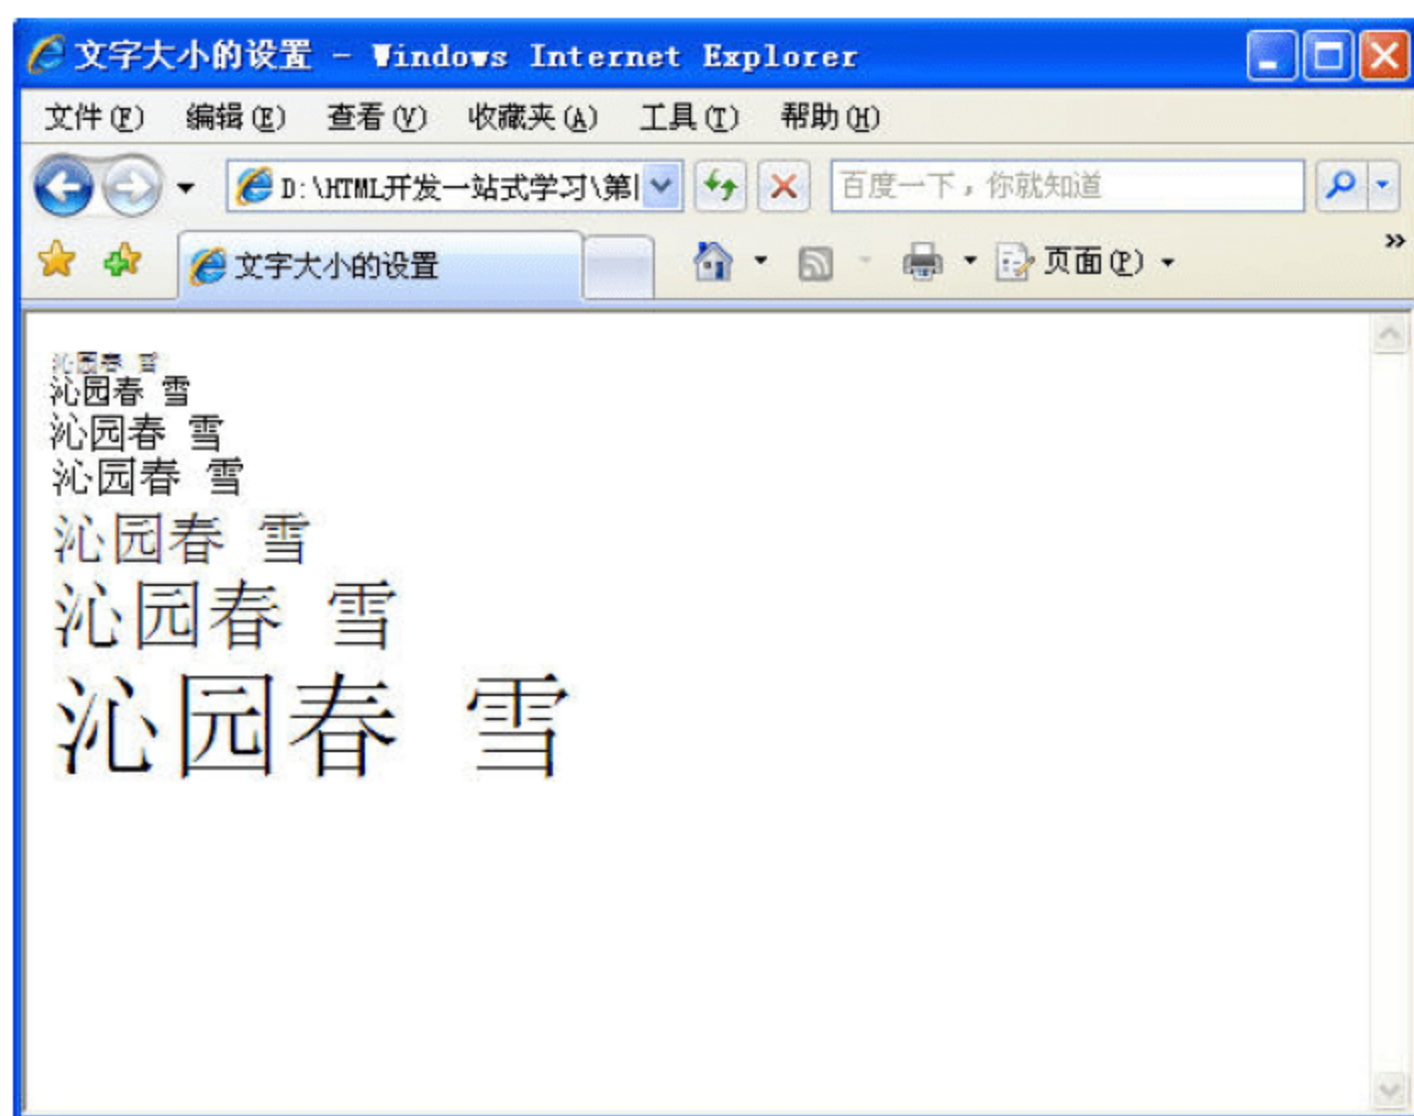 文字大小的设置 - Windows Internet Explorer
文件(F) 编辑(E) 查看(V) 收藏夹(A) 工具(T) 帮助(H)
D:\HTML开发一站式学习\第 百度一下，你就知道
文字大小的设置 页面(P)
沁园春 雪
沁园春 雪
沁园春 雪
沁园春 雪
沁园春 雪
沁园春 雪
沁园春 雪